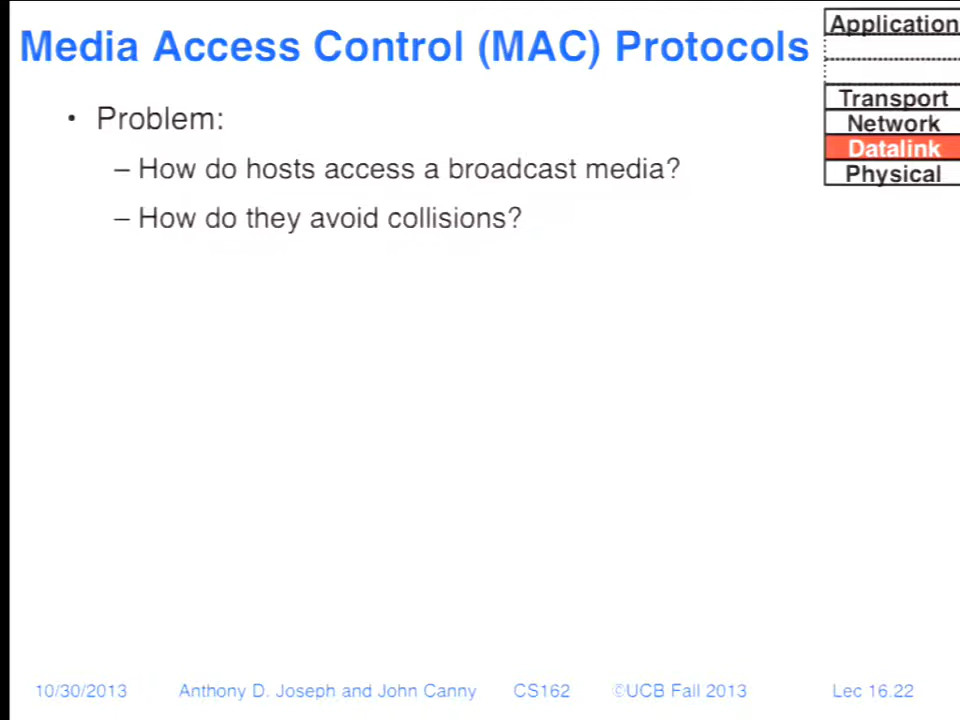 Media Access Control (MAC) Protocols
Application
Transport
Network
Datalink
Physical
• Problem:
– How do hosts access a broadcast media?
– How do they avoid collisions?
10/30/2013 Anthony D. Joseph and John Canny CS162 ©UCB Fall 2013 Lec 16.22